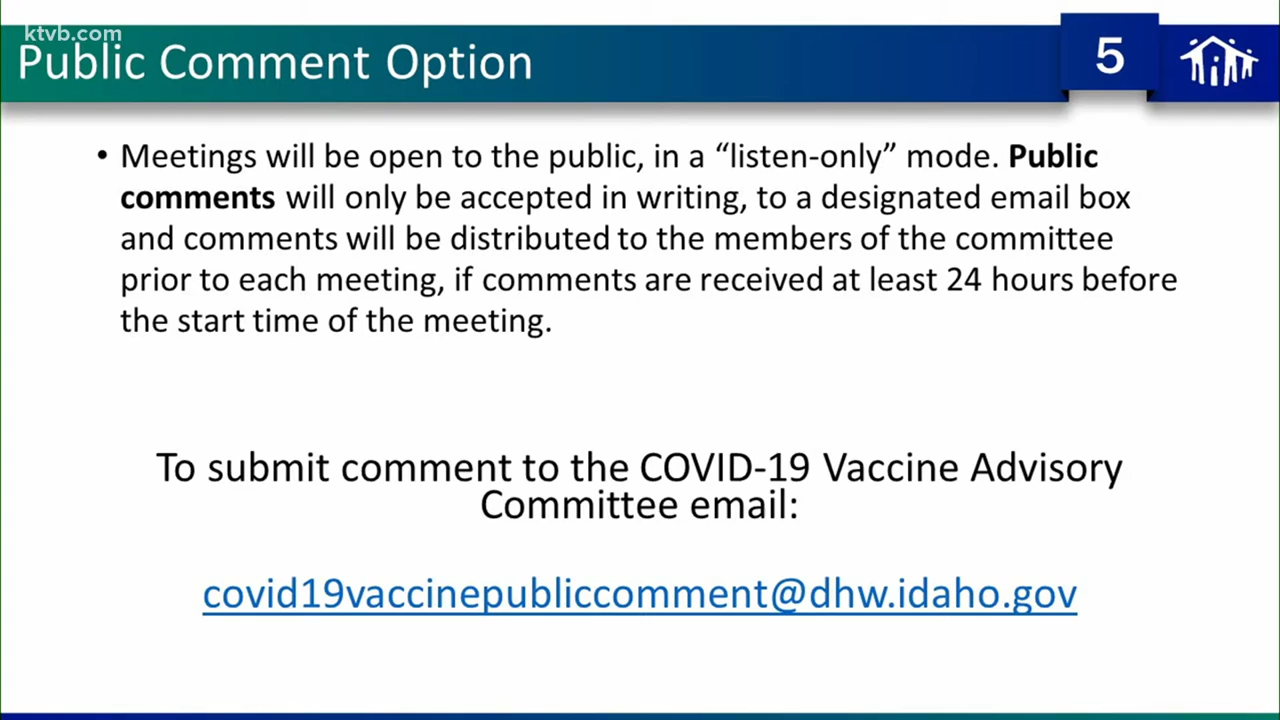 ktvb.com
Public Comment Option
5
• Meetings will be open to the public, in a “listen-only” mode. Public
comments will only be accepted in writing, to a designated email box
and comments will be distributed to the members of the committee
prior to each meeting, if comments are received at least 24 hours before
the start time of the meeting.
To submit comment to the COVID-19 Vaccine Advisory
Committee email:
covid19vaccinepubliccomment@dhw.idaho.gov